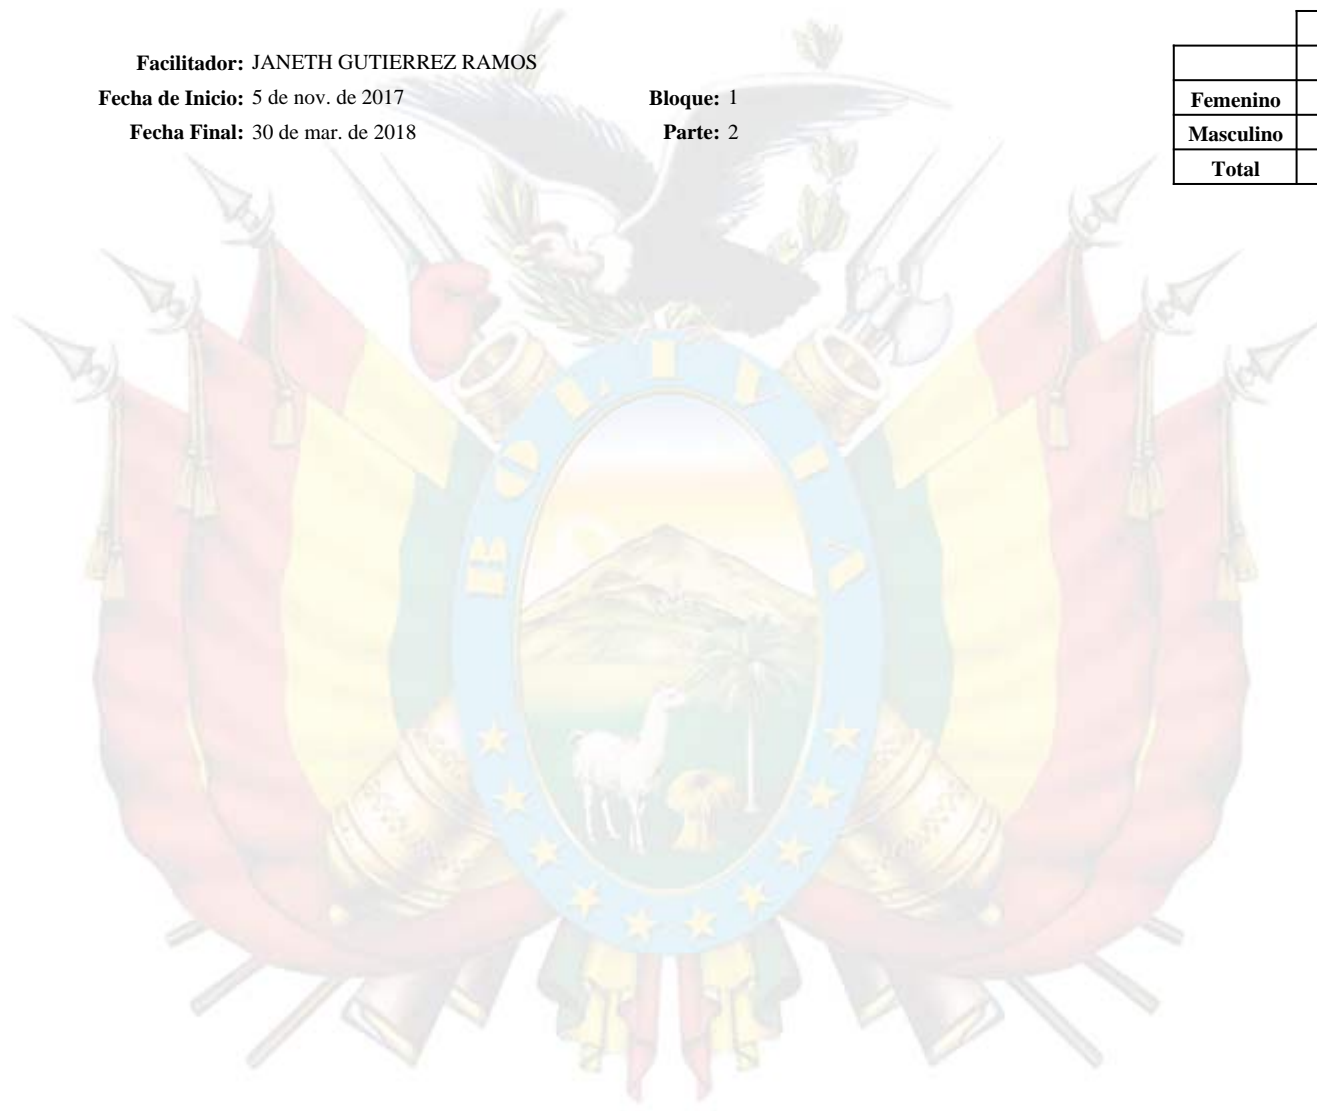 Facilitador: JANETH GUTIERREZ RAMOS
Fecha de Inicio: 5 de nov. de 2017 Bloque: 1
Fecha Final: 30 de mar. de 2018 Parte: 2
Femenino
Masculino
Total
BOLIVIA